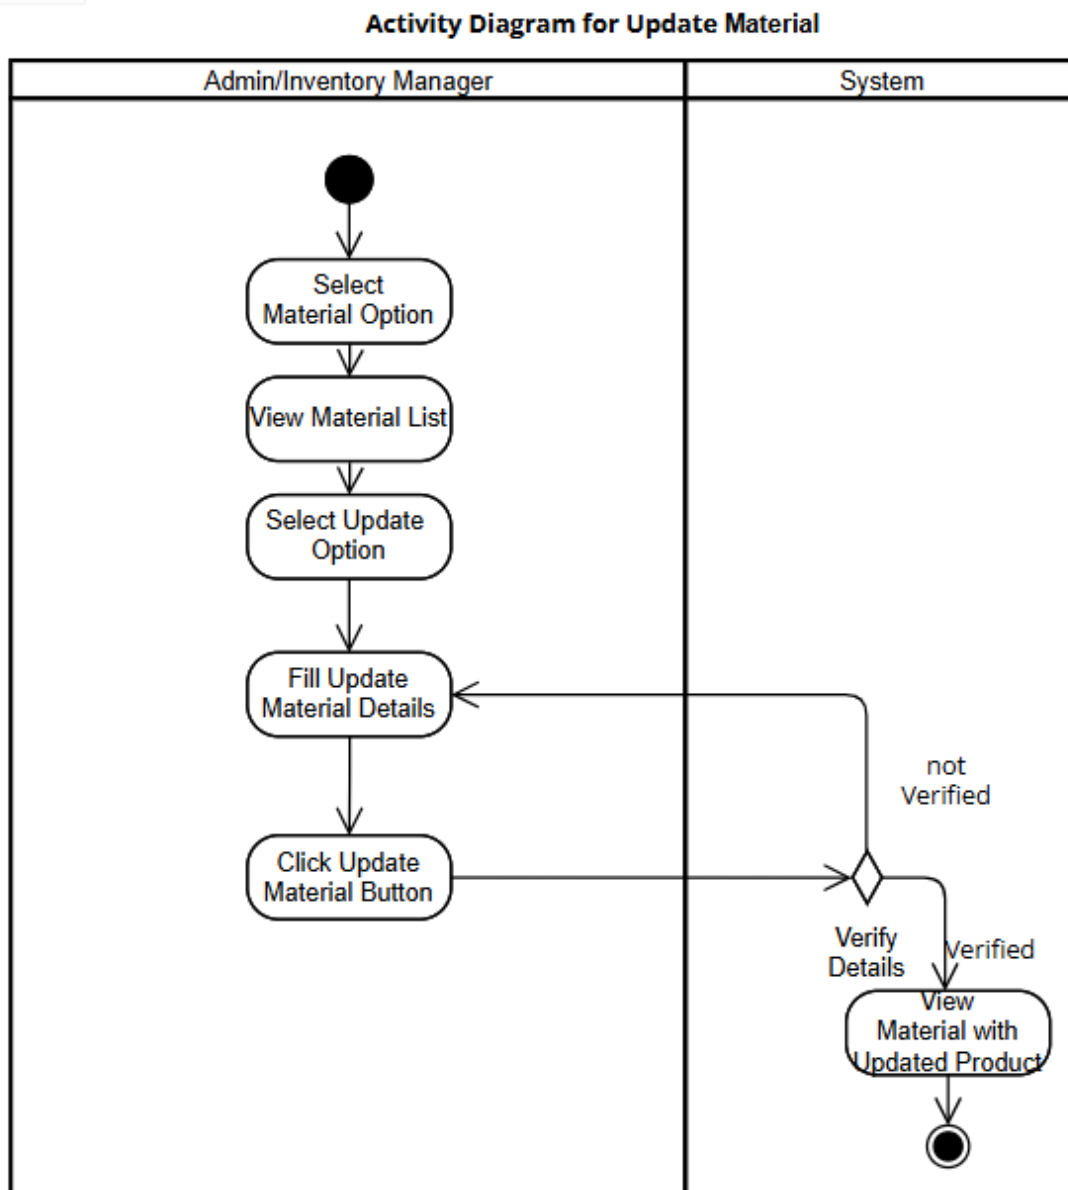 Activity Diagram for Update Material
Admin/Inventory Manager
System
Select
Material Option
View Material List
Select Update
Option
Fill Update
Material Details
not
Verified
Click Update
Material Button
Verify
Details
Verified
View
Material with
Updated Product